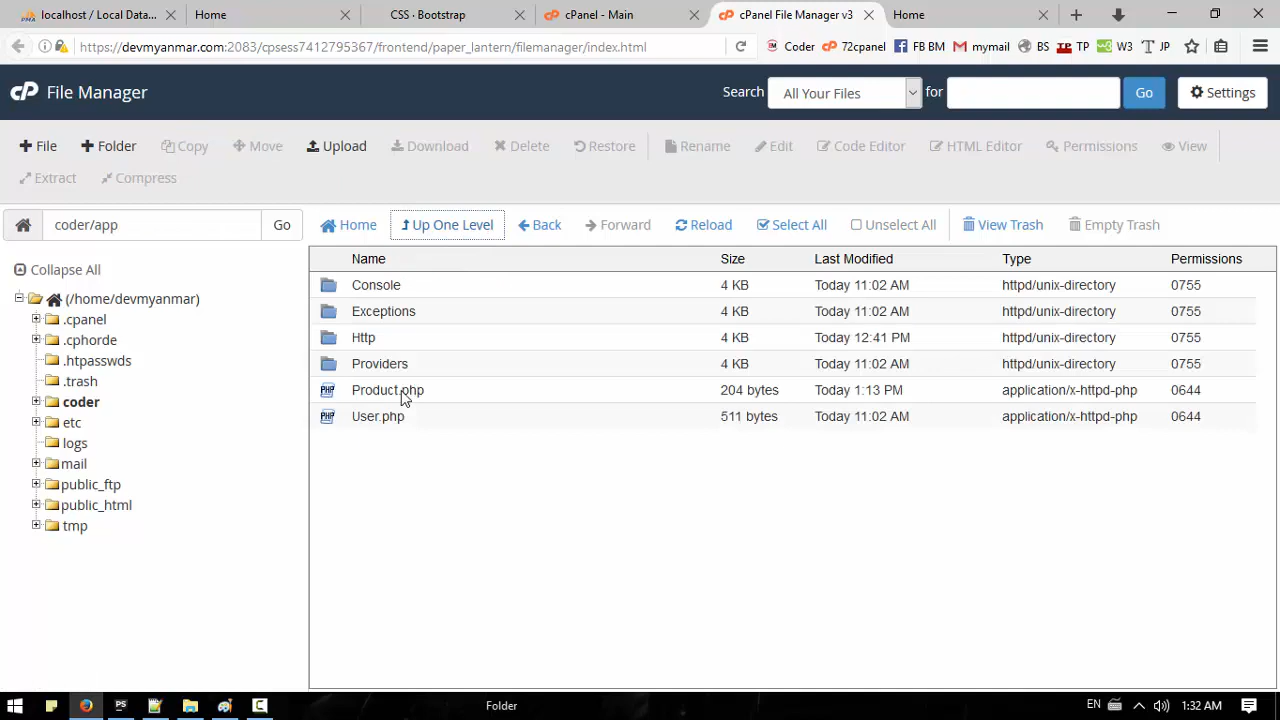 localhost / Local Data...
Home
CSS · Bootstrap
cPanel - Main
cPanel File Manager v3
Home
https://devmyanmar.com:2083/cpsess7412795367/frontend/paper_lantern/filemanager/index.html
Coder
72cpanel
FB BM
mymail
BS
TP
W3
JP
File Manager
Search
All Your Files
for
Go
Settings
File
Folder
Copy
Move
Upload
Download
Delete
Restore
Rename
Edit
Code Editor
HTML Editor
Permissions
View
Extract
Compress
coder/app
Go
Home
Up One Level
Back
Forward
Reload
Select All
Unselect All
View Trash
Empty Trash
Collapse All
(/home/devmyanmar)
.cpanel
.cphorde
.htpasswds
.trash
coder
etc
logs
mail
public_ftp
public_html
tmp
Name Size Last Modified Type Permissions
Console 4 KB Today 11:02 AM httpd/unix-directory 0755
Exceptions 4 KB Today 11:02 AM httpd/unix-directory 0755
Http 4 KB Today 12:41 PM httpd/unix-directory 0755
Providers 4 KB Today 11:02 AM httpd/unix-directory 0755
Product.php 204 bytes Today 1:13 PM application/x-httpd-php 0644
User.php 511 bytes Today 11:02 AM application/x-httpd-php 0644
Folder
EN
1:32 AM